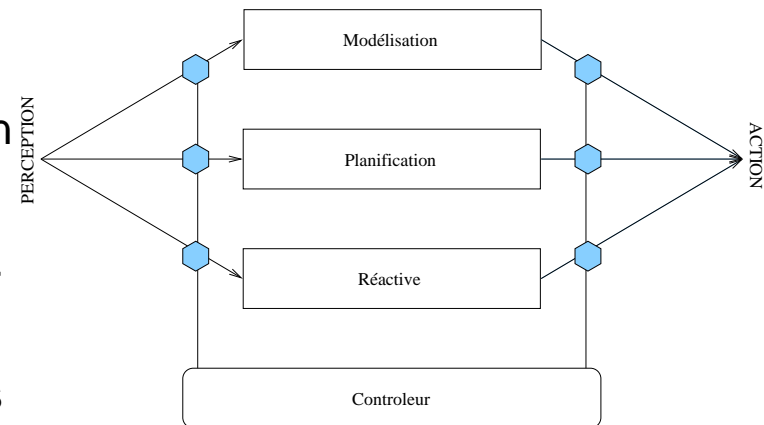 Modélisation
PERCEPTION
Planification
ACTION
Réactive
Controleur